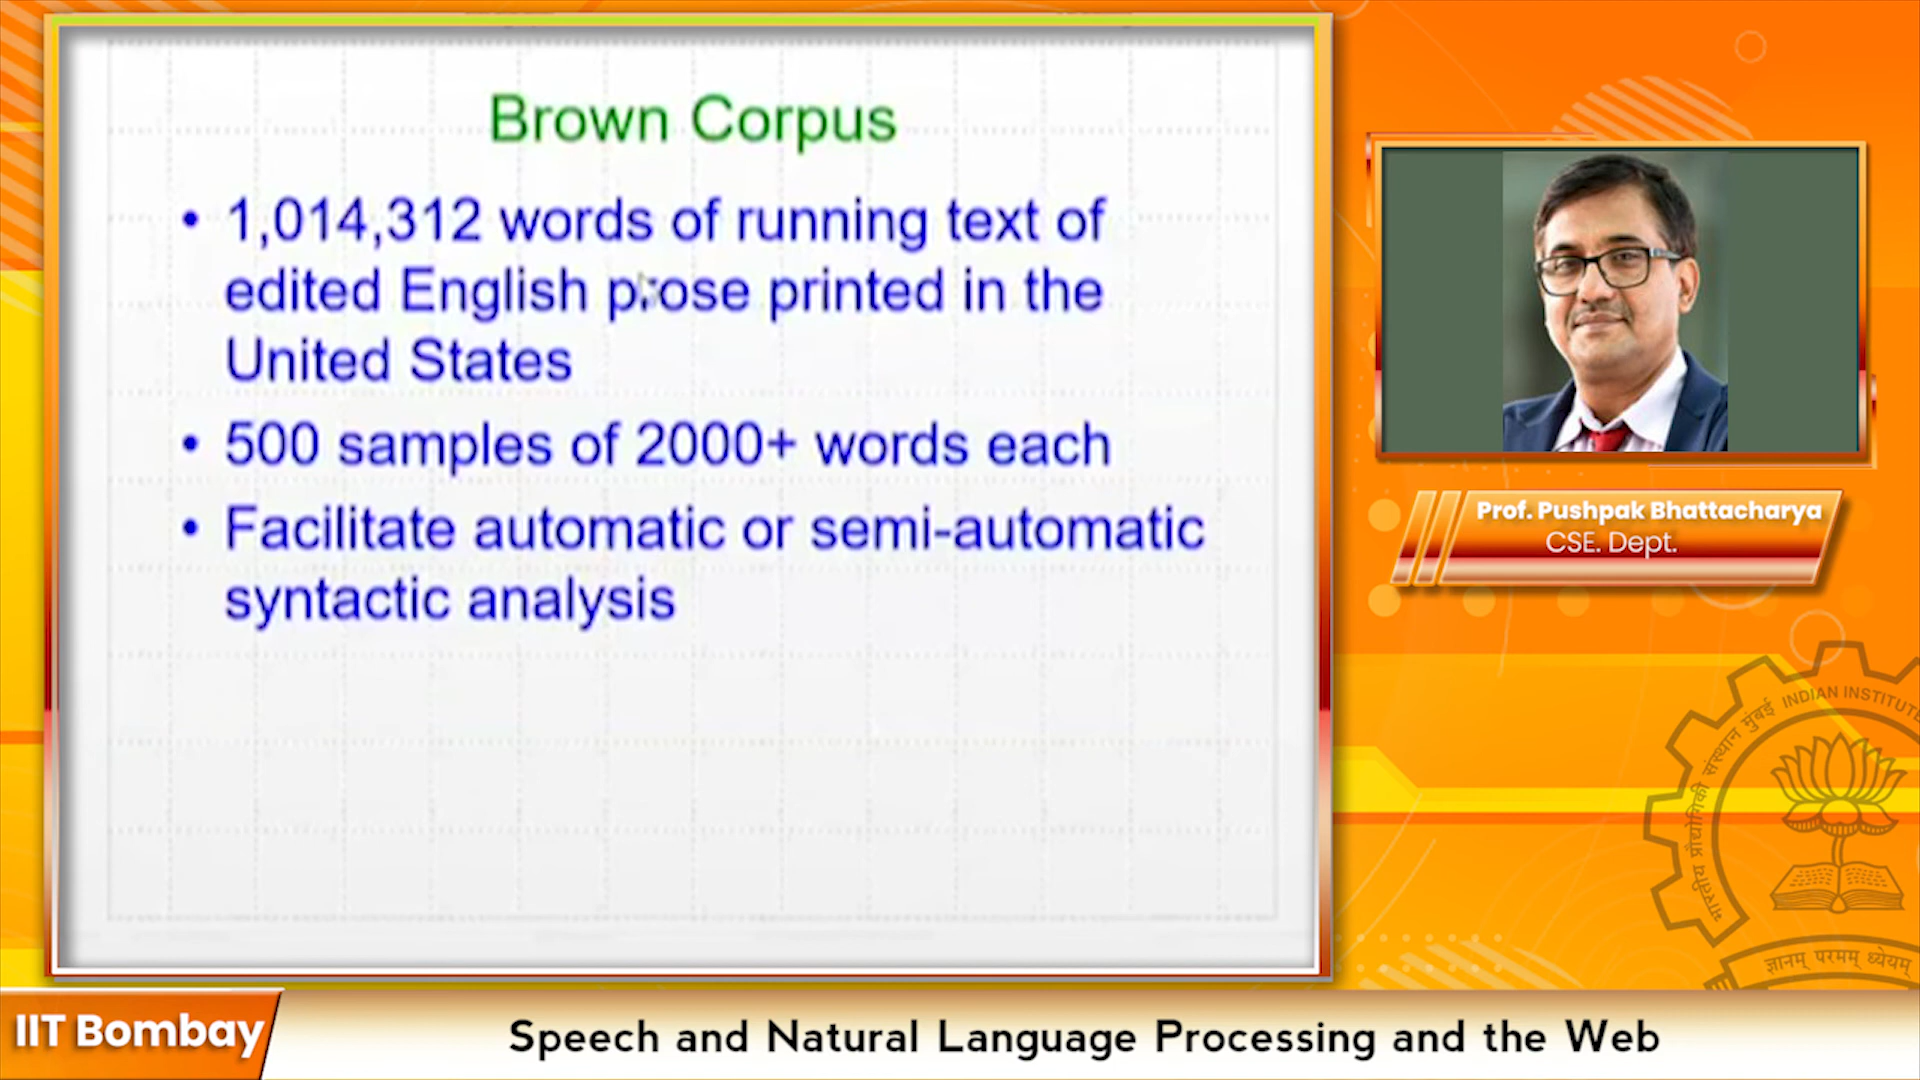 Brown Corpus
• 1,014,312 words of running text of
edited English prose printed in the
United States
• 500 samples of 2000+ words each
• Facilitate automatic or semi-automatic
syntactic analysis
Prof. Pushpak Bhattacharya
CSE. Dept.
भारतीय प्रौद्योगिकी संस्थान मुंबई INDIAN INSTITUTE
ज्ञानम् परमम् ध्येयम्
IIT Bombay
Speech and Natural Language Processing and the Web